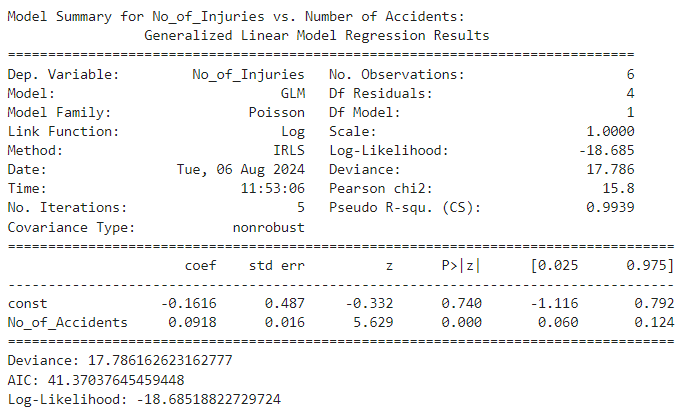 Model Summary for No_of_Injuries vs. Number of Accidents:
Generalized Linear Model Regression Results
==============================================================================
Dep. Variable: No_of_Injuries No. Observations: 6
Model: GLM Df Residuals: 4
Model Family: Poisson Df Model: 1
Link Function: Log Scale: 1.0000
Method: IRLS Log-Likelihood: -18.685
Date: Tue, 06 Aug 2024 Deviance: 17.786
Time: 11:53:06 Pearson chi2: 15.8
No. Iterations: 5 Pseudo R-squ. (CS): 0.9939
Covariance Type: nonrobust
===================================================================================
coef std err z P>|z| [0.025 0.975]
-----------------------------------------------------------------------------------
const -0.1616 0.487 -0.332 0.740 -1.116 0.792
No_of_Accidents 0.0918 0.016 5.629 0.000 0.060 0.124
===================================================================================
Deviance: 17.786162623162777
AIC: 41.37037645459448
Log-Likelihood: -18.68518822729724